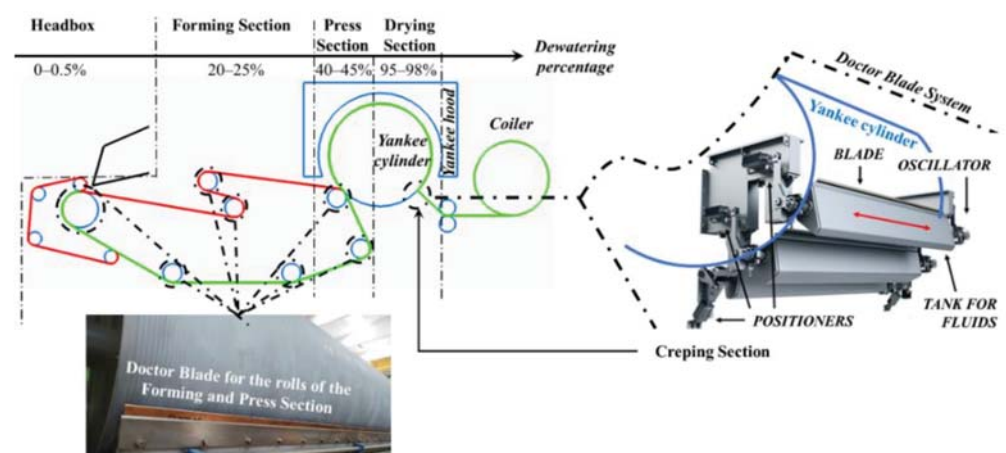 Headbox
Forming Section
Press
Section
Drying
Section
Dewatering
percentage
0–0.5%
20–25%
40–45%
95–98%
Yankee
cylinder
Yankee hood
Coiler
Doctor Blade System
Yankee cylinder
BLADE
OSCILLATOR
TANK FOR
FLUIDS
POSITIONERS
Creping Section
Doctor Blade for the rolls of the
Forming and Press Section